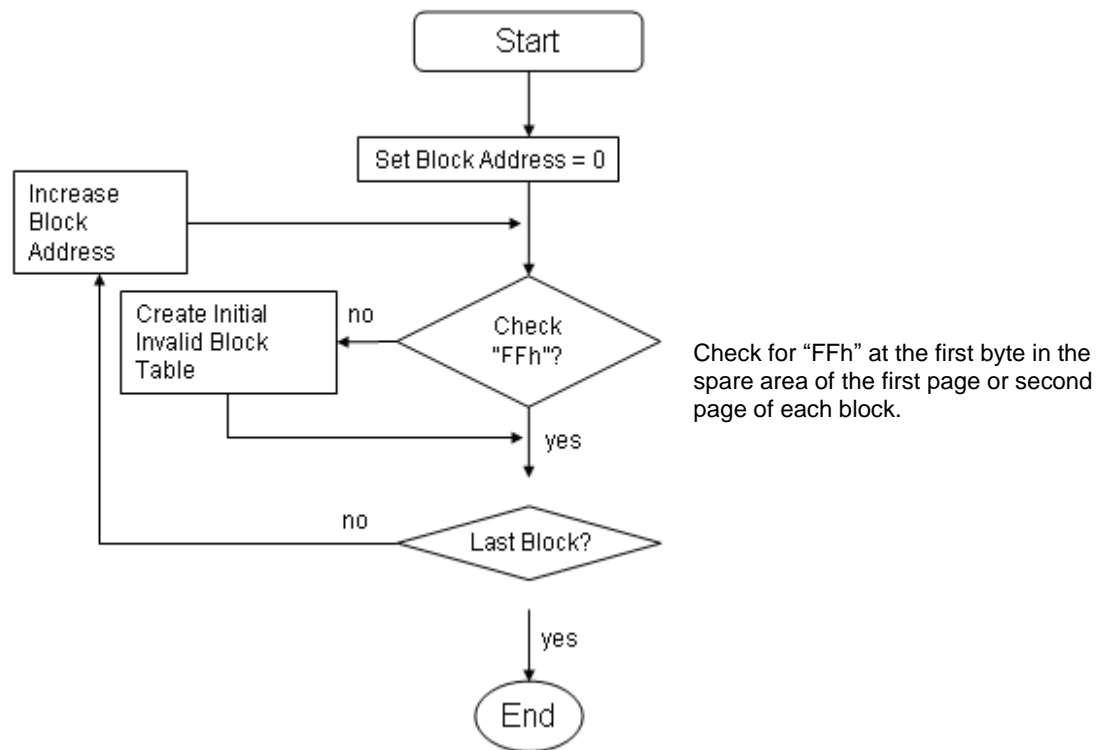 Start
Set Block Address = 0
Increase
Block
Address
Create Initial
Invalid Block
Table
no
Check
"FFh"?
Check for “FFh” at the first byte in the
spare area of the first page or second
page of each block.
yes
no
Last Block?
yes
End